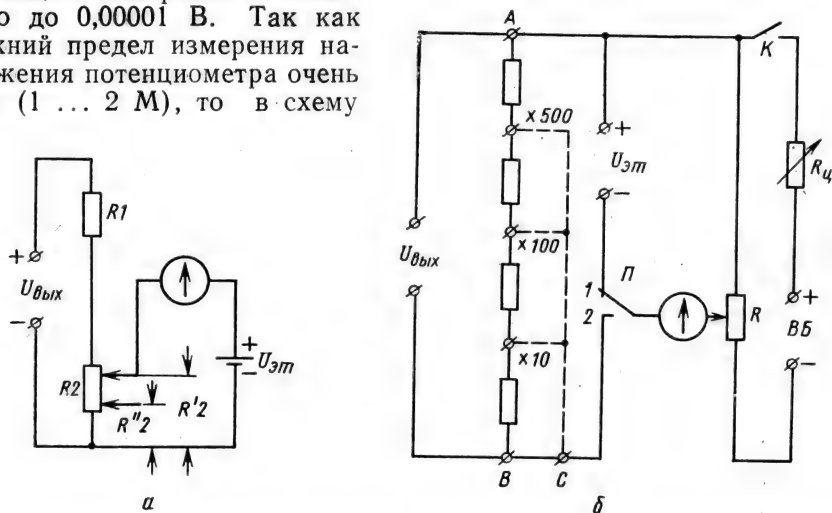 о до 0,00001 В. Так как
хний предел измерения на-
жения потенциометра очень
(1 ... 2 М), то в схему
R1
+
Uвых
−
R2
R'2
R''2
+
−
Uэт
а
А
К
×500
+
Uэт
−
Rц
Uвых
×100
П
1
2
R
+
ВБ
−
×10
В
С
б